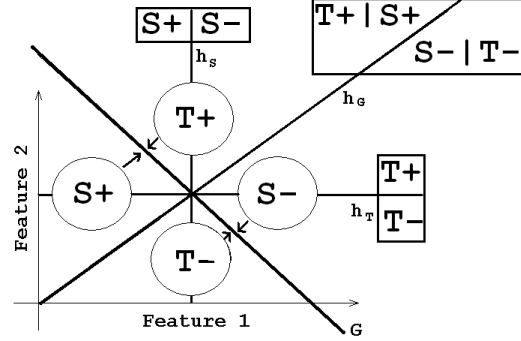 S+ | S-
T+ | S+
S- | T-
h_S
h_G
T+
S+
S-
T+
T-
h_T
T-
Feature 2
Feature 1
G